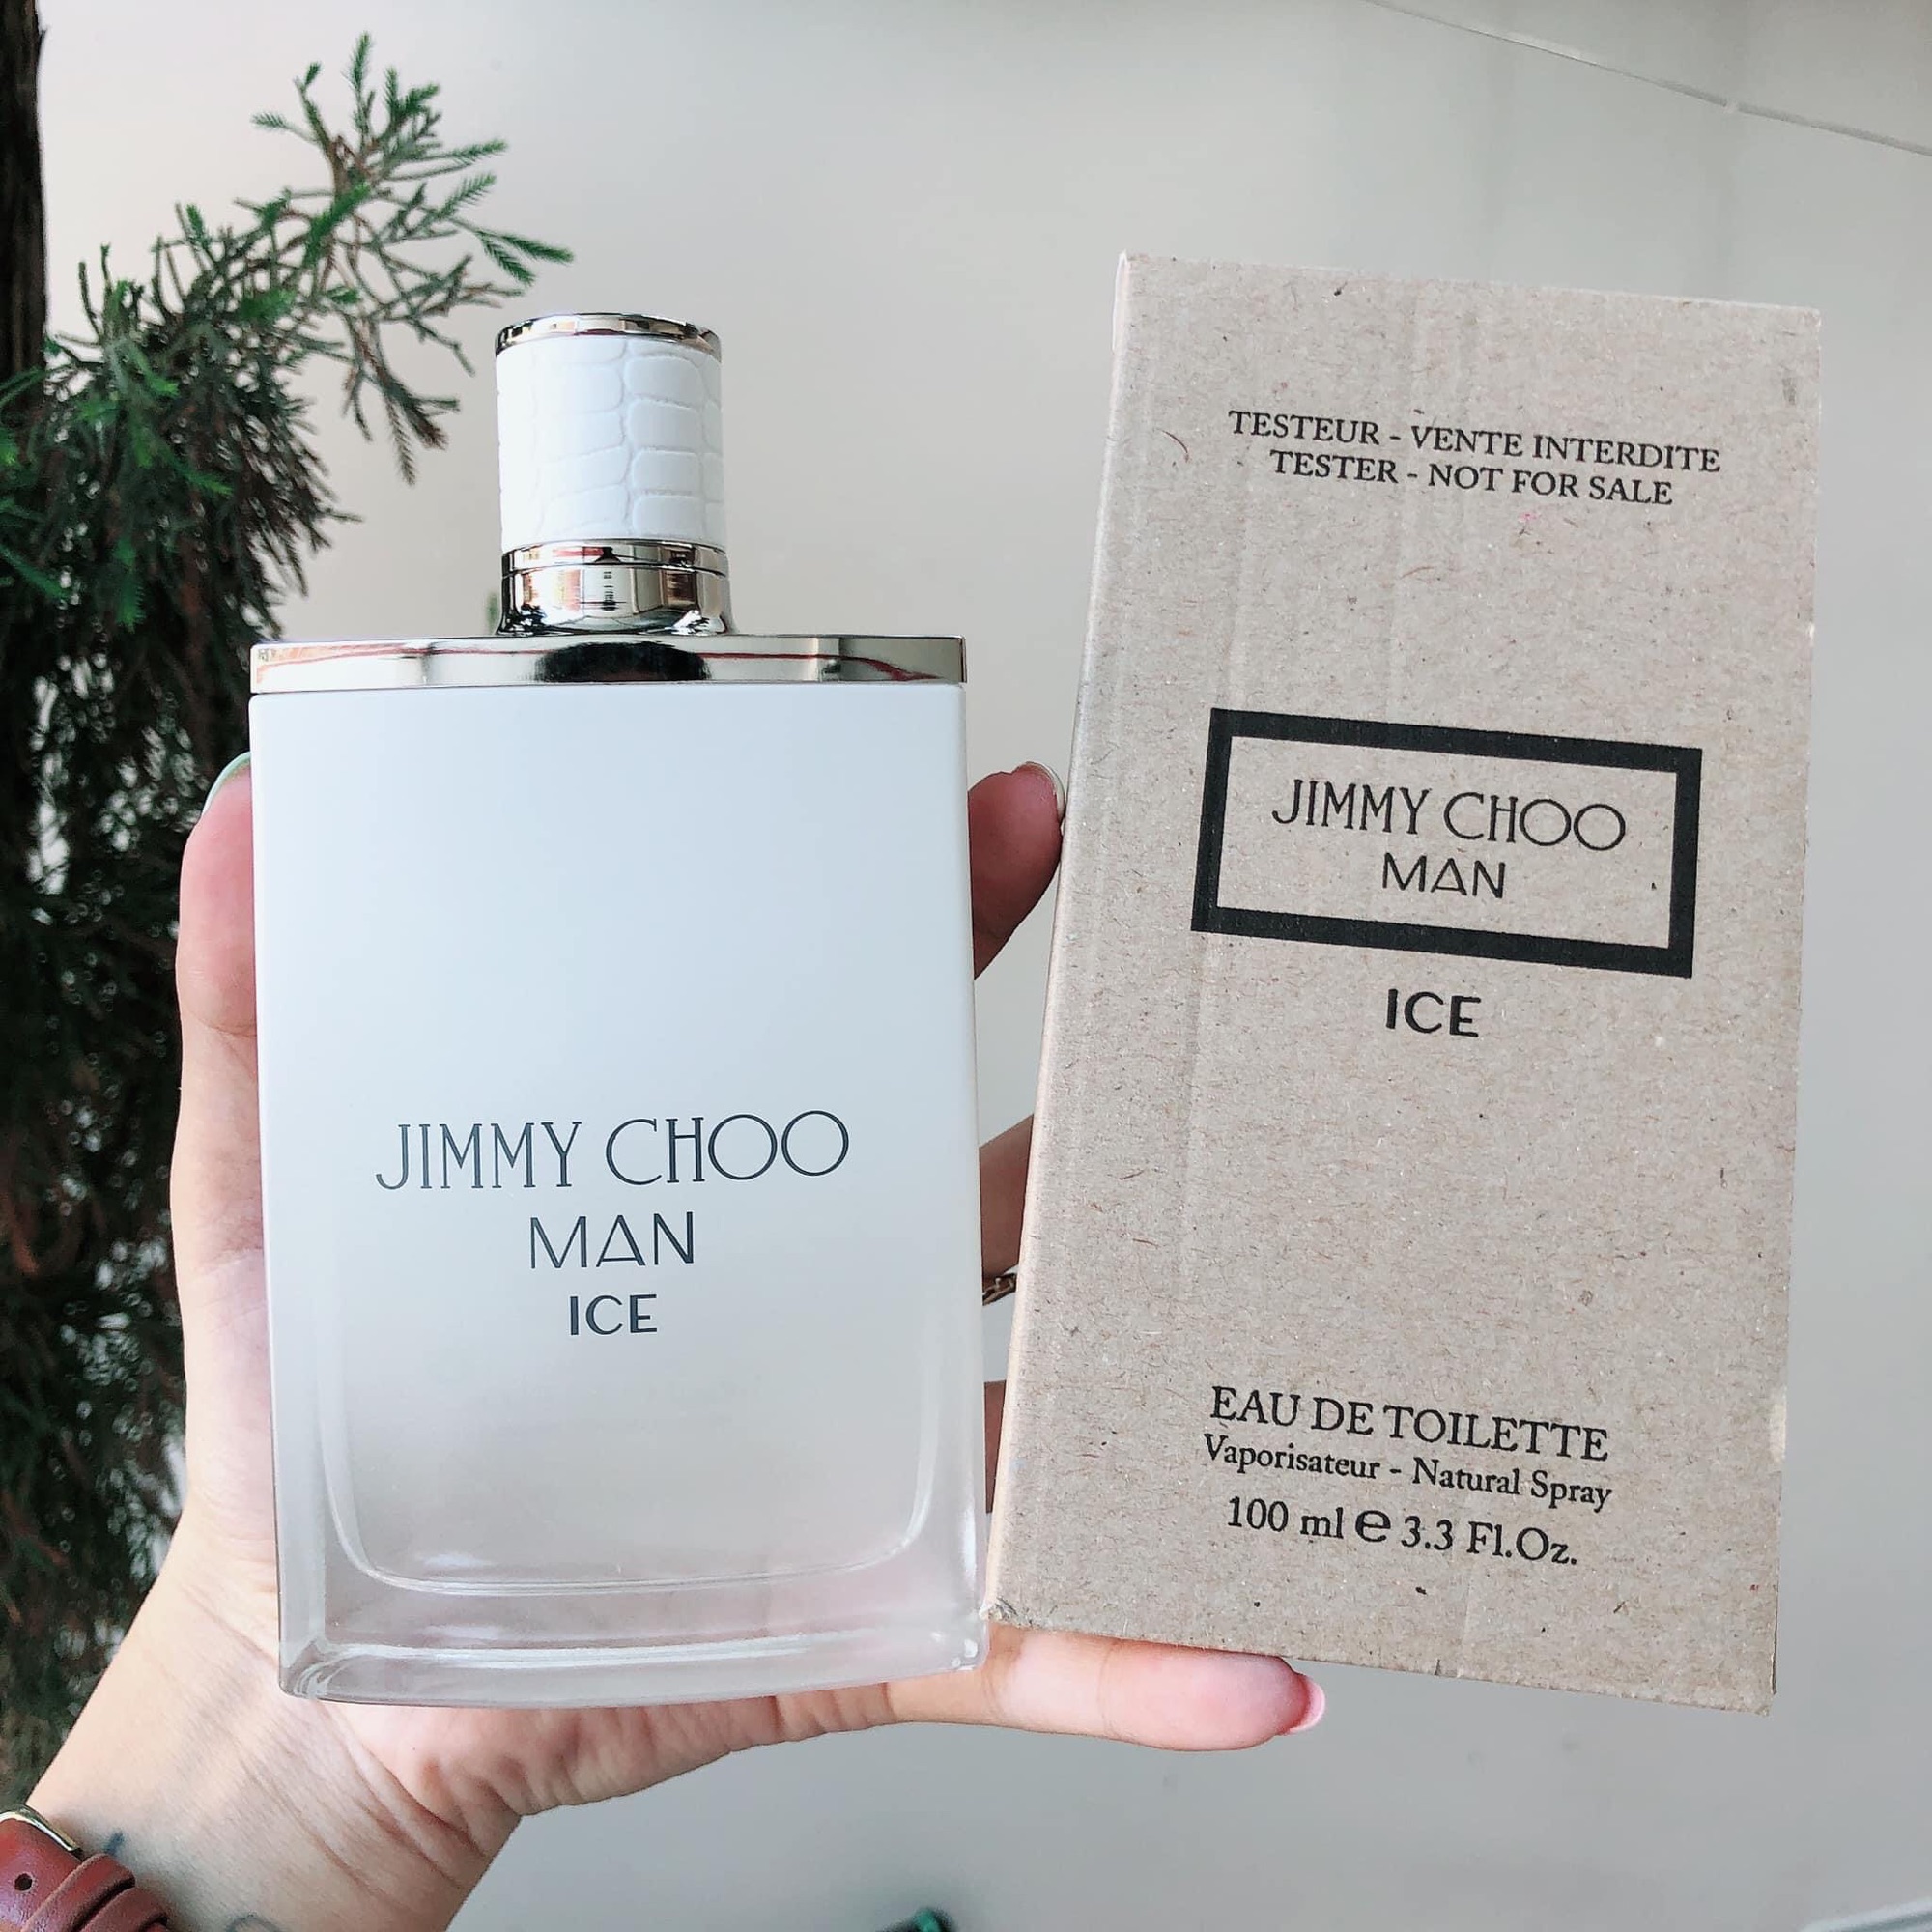 JIMMY CHOO
MAN
ICE
TESTEUR - VENTE INTERDITE
TESTER - NOT FOR SALE
JIMMY CHOO
MAN
ICE
EAU DE TOILETTE
Vaporisateur - Natural Spray
100 ml e 3.3 Fl.Oz.